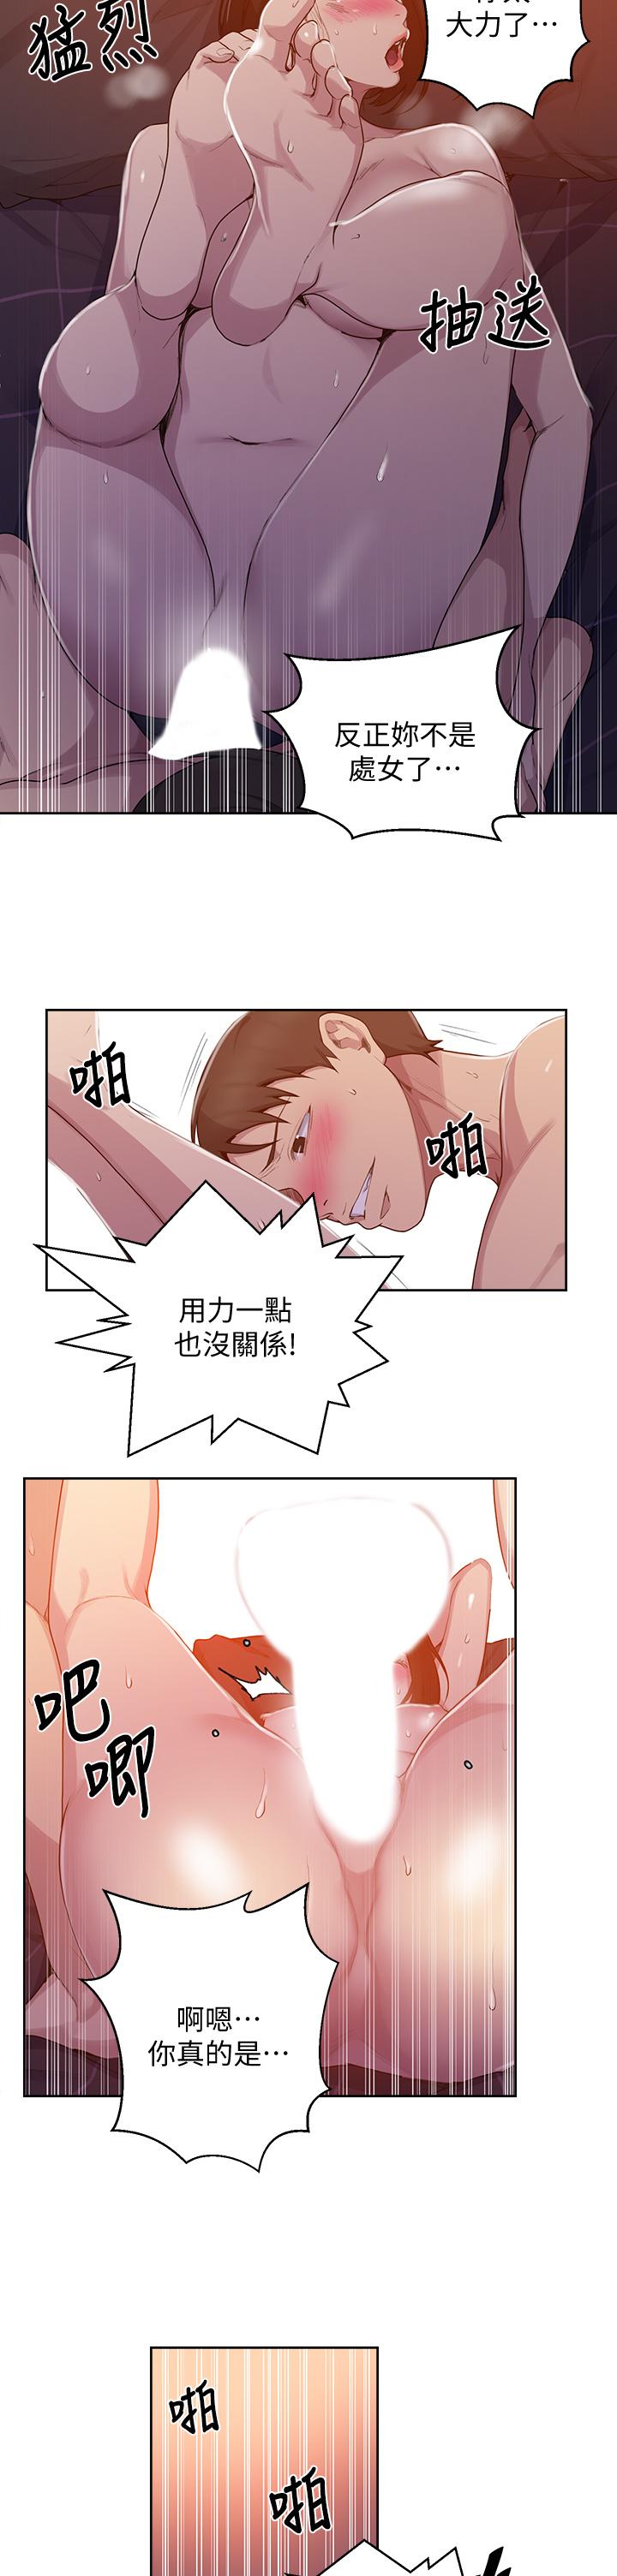 大力了…
猛烈
抽送
反正妳不是
處女了…
啪
啪
用力一點
也沒關係!
吧
唧
啊嗯…
你真的是…
啪
啪